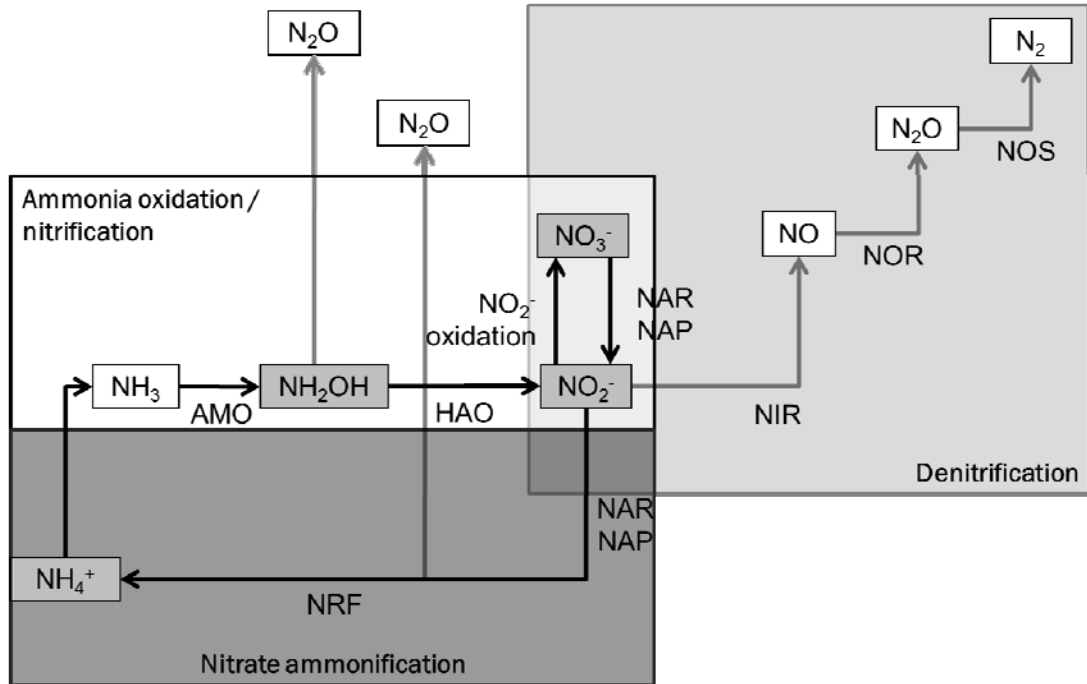 N₂O
N₂
N₂O
N₂O
NOS
Ammonia oxidation /
nitrification
NO₃⁻
NO
NOR
NO₂⁻
oxidation
NAR
NAP
NH₃
NH₂OH
NO₂⁻
AMO
HAO
NIR
Denitrification
NAR
NAP
NH₄⁺
NRF
Nitrate ammonification